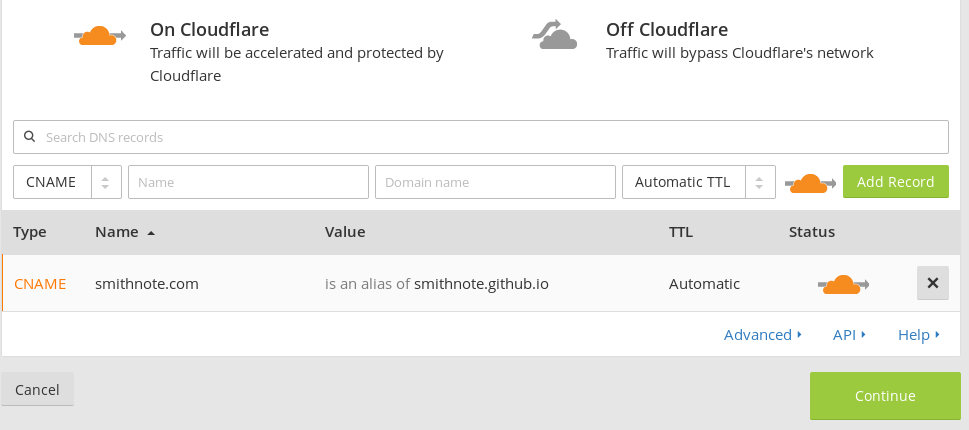 On Cloudflare
Traffic will be accelerated and protected by
Cloudflare
Off Cloudflare
Traffic will bypass Cloudflare's network
Search DNS records
CNAME Name Domain name Automatic TTL Add Record
Type Name Value TTL Status
CNAME smithnote.com is an alias of smithnote.github.io Automatic
Advanced API Help
Cancel Continue